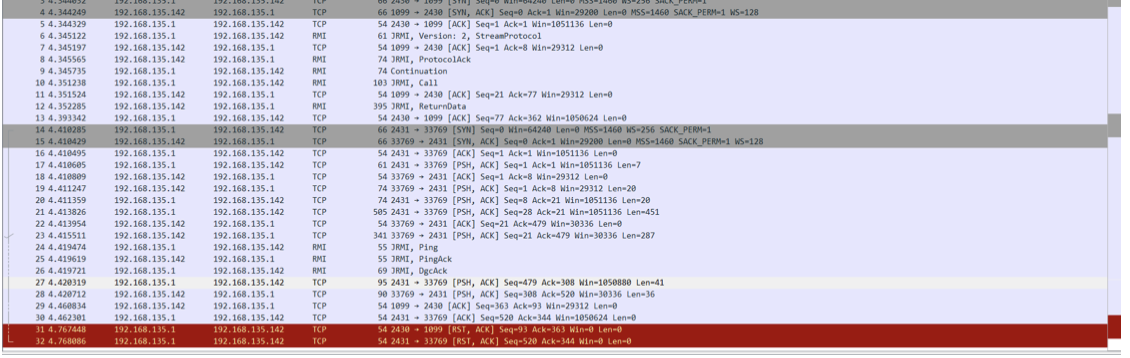 3 4.344052 192.168.135.1 192.168.135.142 TCP 66 2430 → 1099 [SYN] Seq=0 Win=64240 Len=0 MSS=1460 WS=256 SACK_PERM=1
4 4.344249 192.168.135.142 192.168.135.1 TCP 66 1099 → 2430 [SYN, ACK] Seq=0 Ack=1 Win=29200 Len=0 MSS=1460 SACK_PERM=1 WS=128
5 4.344329 192.168.135.1 192.168.135.142 TCP 54 2430 → 1099 [ACK] Seq=1 Ack=1 Win=1051136 Len=0
6 4.345122 192.168.135.1 192.168.135.142 RMI 61 JRMI, Version: 2, StreamProtocol
7 4.345197 192.168.135.142 192.168.135.1 TCP 54 1099 → 2430 [ACK] Seq=1 Ack=8 Win=29312 Len=0
8 4.345565 192.168.135.142 192.168.135.1 RMI 74 JRMI, ProtocolAck
9 4.345735 192.168.135.1 192.168.135.142 RMI 74 Continuation
10 4.351238 192.168.135.1 192.168.135.142 RMI 103 JRMI, Call
11 4.351524 192.168.135.142 192.168.135.1 TCP 54 1099 → 2430 [ACK] Seq=21 Ack=77 Win=29312 Len=0
12 4.352285 192.168.135.142 192.168.135.1 RMI 395 JRMI, ReturnData
13 4.393342 192.168.135.1 192.168.135.142 TCP 54 2430 → 1099 [ACK] Seq=77 Ack=362 Win=1050624 Len=0
14 4.410285 192.168.135.1 192.168.135.142 TCP 66 2431 → 33769 [SYN] Seq=0 Win=64240 Len=0 MSS=1460 WS=256 SACK_PERM=1
15 4.410429 192.168.135.142 192.168.135.1 TCP 66 33769 → 2431 [SYN, ACK] Seq=0 Ack=1 Win=29200 Len=0 MSS=1460 SACK_PERM=1 WS=128
16 4.410495 192.168.135.1 192.168.135.142 TCP 54 2431 → 33769 [ACK] Seq=1 Ack=1 Win=1051136 Len=0
17 4.410605 192.168.135.1 192.168.135.142 TCP 61 2431 → 33769 [PSH, ACK] Seq=1 Ack=1 Win=1051136 Len=7
18 4.410809 192.168.135.142 192.168.135.1 TCP 54 33769 → 2431 [ACK] Seq=1 Ack=8 Win=29312 Len=0
19 4.411247 192.168.135.142 192.168.135.1 TCP 74 33769 → 2431 [PSH, ACK] Seq=1 Ack=8 Win=29312 Len=20
20 4.411359 192.168.135.1 192.168.135.142 TCP 74 2431 → 33769 [PSH, ACK] Seq=8 Ack=21 Win=1051136 Len=20
21 4.413826 192.168.135.1 192.168.135.142 TCP 505 2431 → 33769 [PSH, ACK] Seq=28 Ack=21 Win=1051136 Len=451
22 4.413954 192.168.135.142 192.168.135.1 TCP 54 33769 → 2431 [ACK] Seq=21 Ack=479 Win=30336 Len=0
23 4.415511 192.168.135.142 192.168.135.1 TCP 341 33769 → 2431 [PSH, ACK] Seq=21 Ack=479 Win=30336 Len=287
24 4.419474 192.168.135.1 192.168.135.142 RMI 55 JRMI, Ping
25 4.419619 192.168.135.142 192.168.135.1 RMI 55 JRMI, PingAck
26 4.419721 192.168.135.1 192.168.135.142 RMI 69 JRMI, DgcAck
27 4.420319 192.168.135.1 192.168.135.142 TCP 95 2431 → 33769 [PSH, ACK] Seq=479 Ack=308 Win=1050880 Len=41
28 4.420712 192.168.135.142 192.168.135.1 TCP 90 33769 → 2431 [PSH, ACK] Seq=308 Ack=520 Win=30336 Len=36
29 4.460834 192.168.135.142 192.168.135.1 TCP 54 1099 → 2430 [ACK] Seq=363 Ack=93 Win=29312 Len=0
30 4.462301 192.168.135.1 192.168.135.142 TCP 54 2431 → 33769 [ACK] Seq=520 Ack=344 Win=1050624 Len=0
31 4.767448 192.168.135.1 192.168.135.142 TCP 54 2430 → 1099 [RST, ACK] Seq=93 Ack=363 Win=0 Len=0
32 4.768086 192.168.135.1 192.168.135.142 TCP 54 2431 → 33769 [RST, ACK] Seq=520 Ack=344 Win=0 Len=0